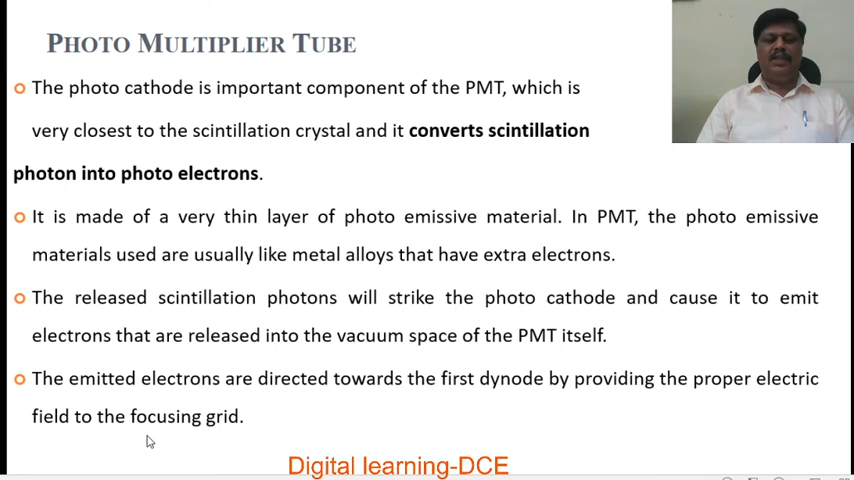 PHOTO MULTIPLIER TUBE
The photo cathode is important component of the PMT, which is
very closest to the scintillation crystal and it converts scintillation
photon into photo electrons.
It is made of a very thin layer of photo emissive material. In PMT, the photo emissive
materials used are usually like metal alloys that have extra electrons.
The released scintillation photons will strike the photo cathode and cause it to emit
electrons that are released into the vacuum space of the PMT itself.
The emitted electrons are directed towards the first dynode by providing the proper electric
field to the focusing grid.
Digital learning-DCE